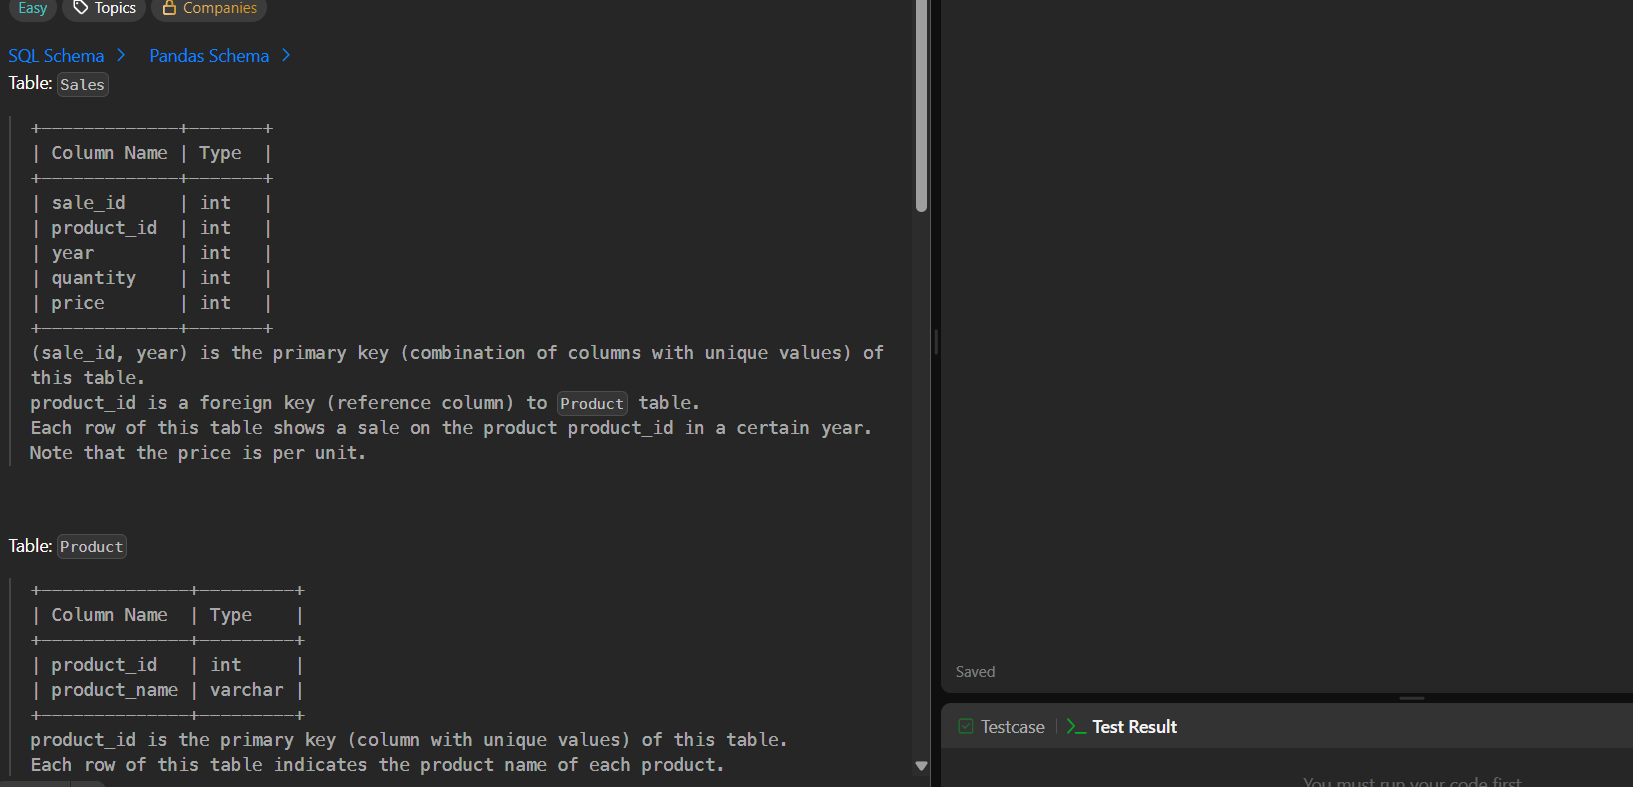 Easy Topics Companies
SQL Schema Pandas Schema
Table: Sales
+-------------+-------+
| Column Name | Type  |
+-------------+-------+
| sale_id     | int   |
| product_id  | int   |
| year        | int   |
| quantity    | int   |
| price       | int   |
+-------------+-------+
(sale_id, year) is the primary key (combination of columns with unique values) of
this table.
product_id is a foreign key (reference column) to Product table.
Each row of this table shows a sale on the product product_id in a certain year.
Note that the price is per unit.
Table: Product
+--------------+---------+
| Column Name  | Type    |
+--------------+---------+
| product_id   | int     |
| product_name | varchar |
+--------------+---------+
product_id is the primary key (column with unique values) of this table.
Each row of this table indicates the product name of each product.
Saved
Testcase Test Result
You must run your code first